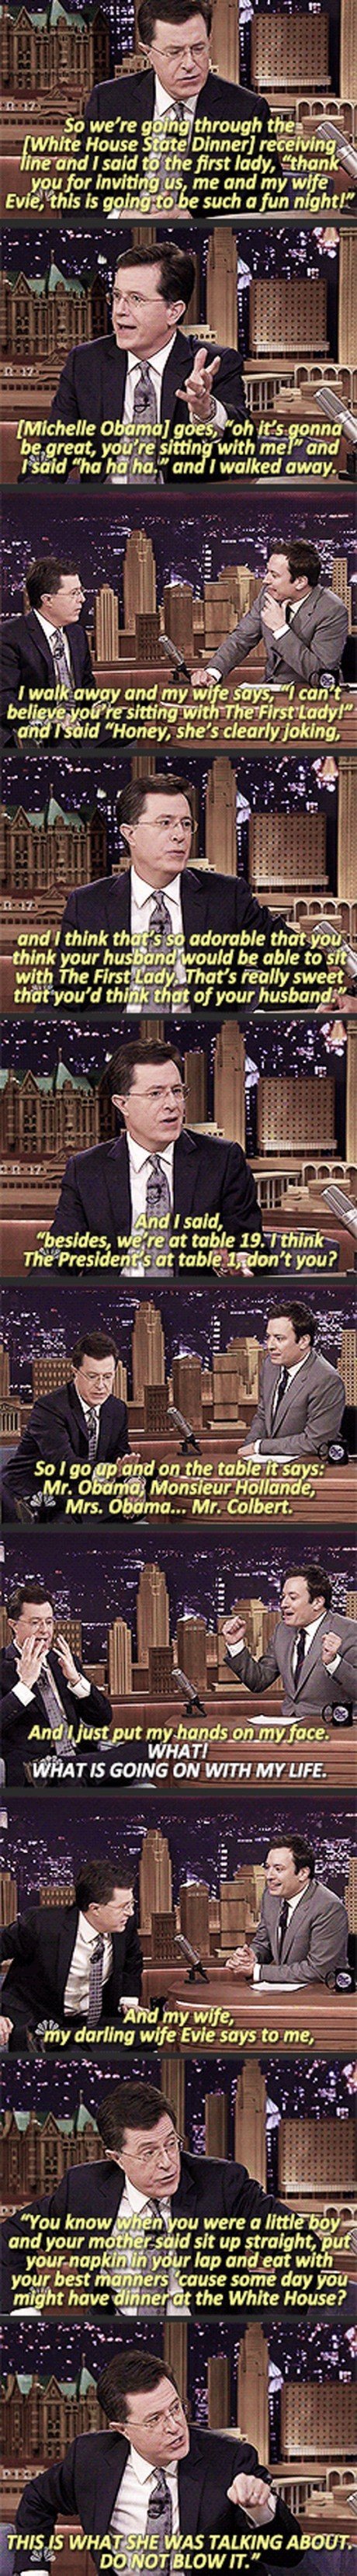 So we're going through the
[White House State Dinner] receiving
line and I said to the first lady, "thank
you for inviting us, me and my wife
Evie, this is going to be such a fun night!"
[Michelle Obama] goes, "oh it's gonna
be great, you're sitting with me!" and
I said "ha ha ha." and I walked away.
I walk away and my wife says, "I can't
believe you're sitting with The First Lady!"
and I said "Honey, she's clearly joking,
and I think that's so adorable that you
think your husband would be able to sit
with The First Lady. That's really sweet
that you'd think that of your husband."
And I said,
"besides, we're at table 19. I think
The President's at table 1, don't you?
So I go up and on the table it says:
Mr. Obama, Monsieur Hollande,
Mrs. Obama... Mr. Colbert.
And I just put my hands on my face.
WHAT!
WHAT IS GOING ON WITH MY LIFE.
And my wife,
my darling wife Evie says to me,
"You know when you were a little boy
and your mother said sit up straight, put
your napkin in your lap and eat with
your best manners 'cause some day you
might have dinner at the White House?
THIS IS WHAT SHE WAS TALKING ABOUT.
DO NOT BLOW IT."